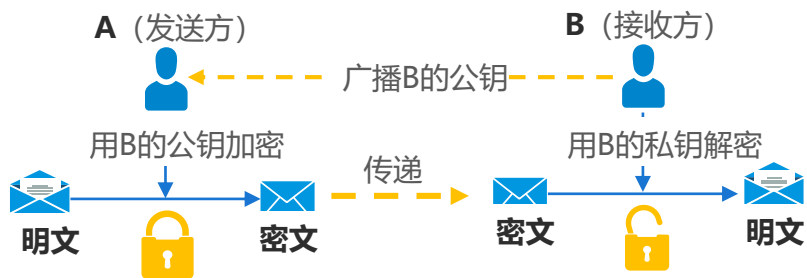 A（发送方）
B（接收方）
广播B的公钥
用B的公钥加密
传递
用B的私钥解密
明文
密文
密文
明文